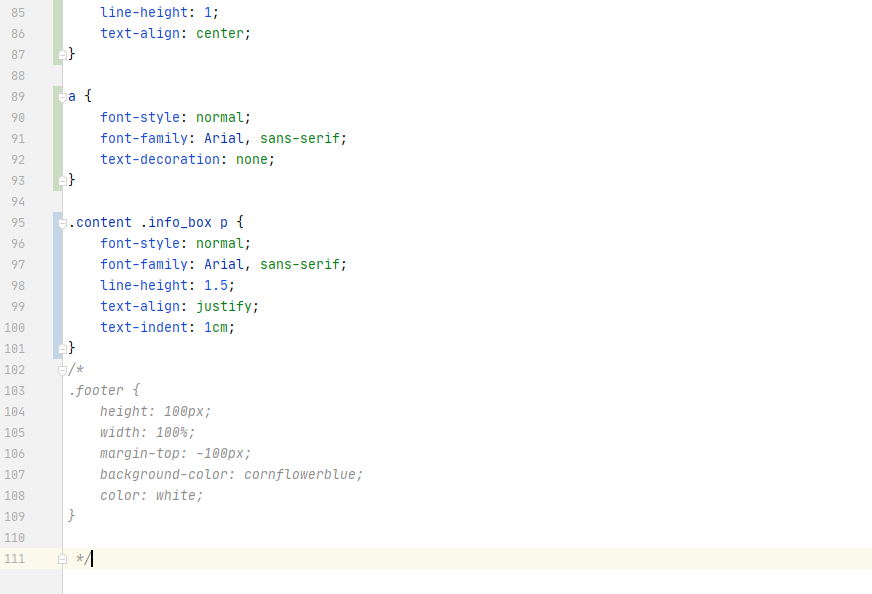 85 line-height: 1;
86 text-align: center;
87 }
88
89 a {
90 font-style: normal;
91 font-family: Arial, sans-serif;
92 text-decoration: none;
93 }
94
95 .content .info_box p {
96 font-style: normal;
97 font-family: Arial, sans-serif;
98 line-height: 1.5;
99 text-align: justify;
100 text-indent: 1cm;
101 }
102 /*
103 .footer {
104 height: 100px;
105 width: 100%;
106 margin-top: -100px;
107 background-color: cornflowerblue;
108 color: white;
109 }
110
111 */